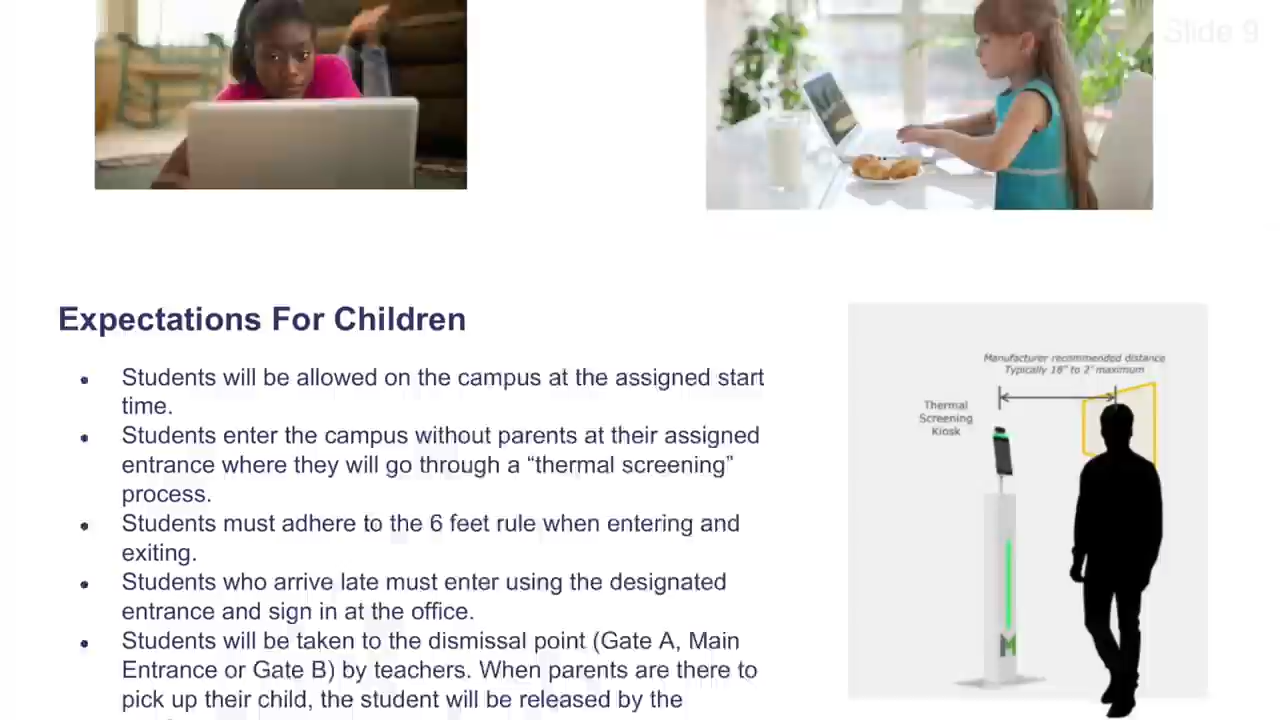 Slide 9
Expectations For Children
Manufacturer recommended distance
Typically 18" to 2' maximum
Thermal
Screening
Kiosk
M
• Students will be allowed on the campus at the assigned start
time.
• Students enter the campus without parents at their assigned
entrance where they will go through a “thermal screening”
process.
• Students must adhere to the 6 feet rule when entering and
exiting.
• Students who arrive late must enter using the designated
entrance and sign in at the office.
• Students will be taken to the dismissal point (Gate A, Main
Entrance or Gate B) by teachers. When parents are there to
pick up their child, the student will be released by the